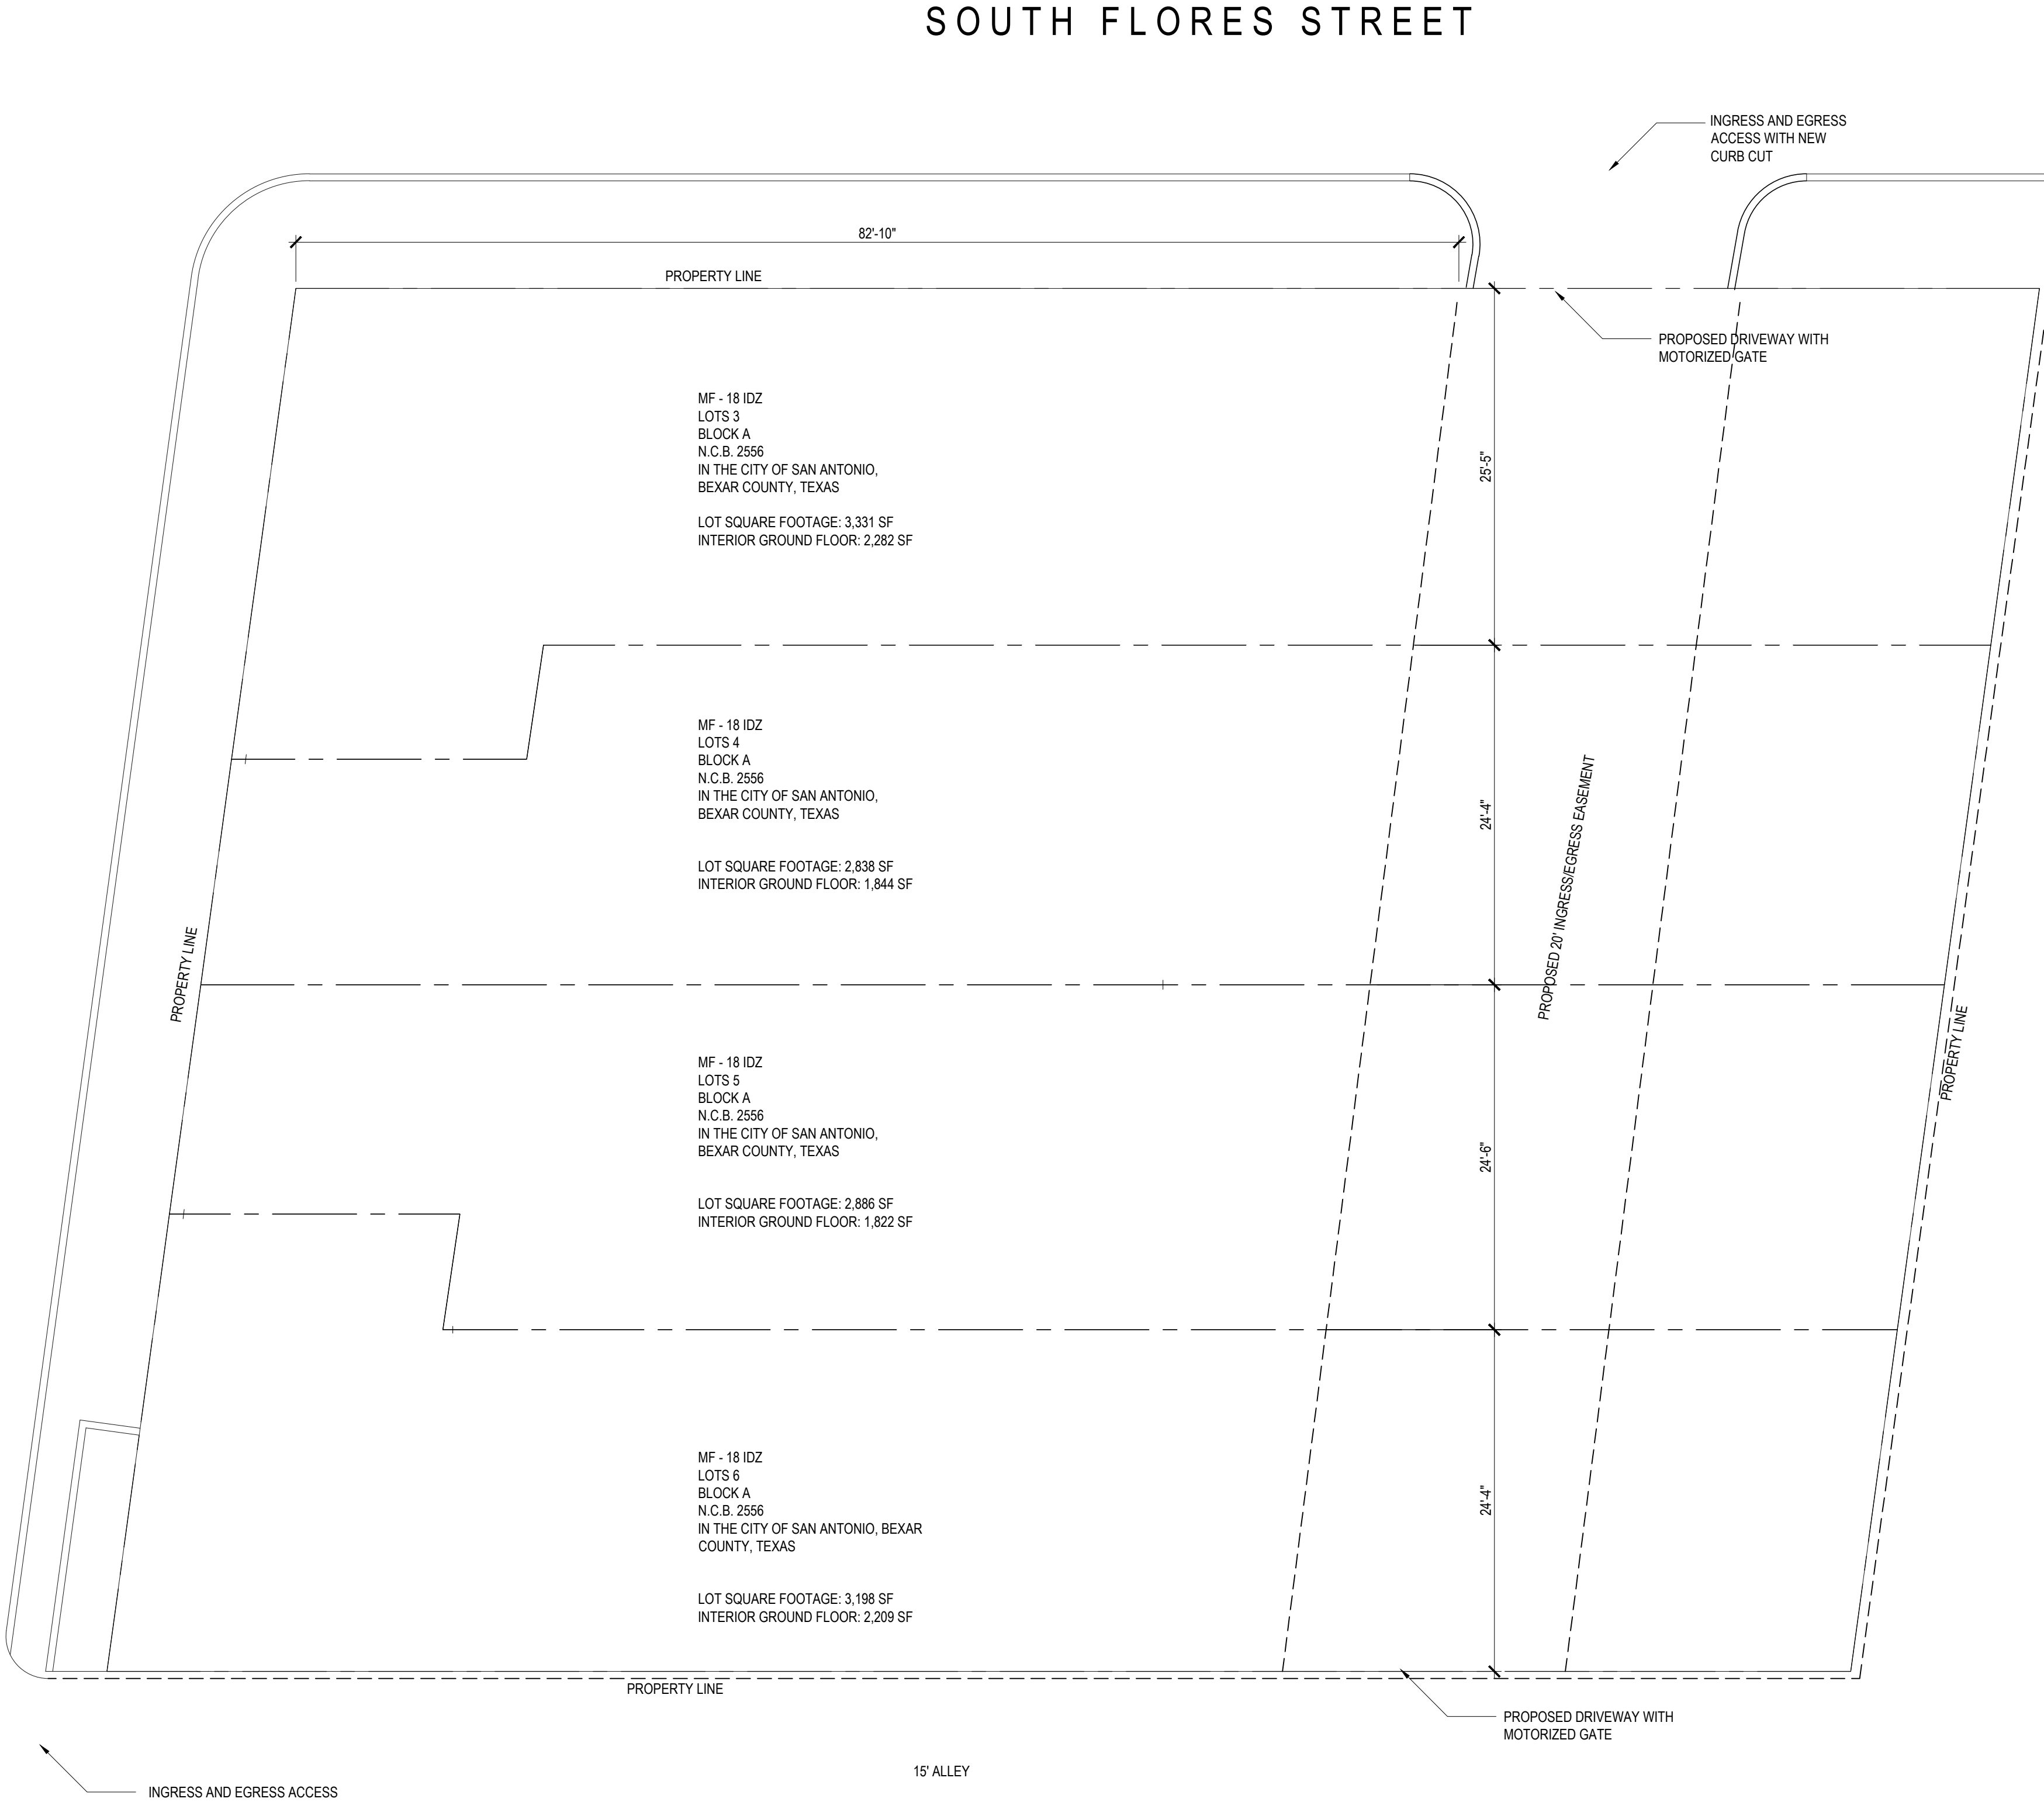 SOUTH FLORES STREET
INGRESS AND EGRESS
ACCESS WITH NEW
CURB CUT
82'-10"
PROPERTY LINE
PROPOSED DRIVEWAY WITH
MOTORIZED GATE
MF - 18 IDZ
LOTS 3
BLOCK A
N.C.B. 2556
IN THE CITY OF SAN ANTONIO,
BEXAR COUNTY, TEXAS
LOT SQUARE FOOTAGE: 3,331 SF
INTERIOR GROUND FLOOR: 2,282 SF
25'-5"
MF - 18 IDZ
LOTS 4
BLOCK A
N.C.B. 2556
IN THE CITY OF SAN ANTONIO,
BEXAR COUNTY, TEXAS
LOT SQUARE FOOTAGE: 2,838 SF
INTERIOR GROUND FLOOR: 1,844 SF
24'-4"
PROPOSED 20' INGRESS/EGRESS EASEMENT
PROPERTY LINE
PROPERTY LINE
MF - 18 IDZ
LOTS 5
BLOCK A
N.C.B. 2556
IN THE CITY OF SAN ANTONIO,
BEXAR COUNTY, TEXAS
LOT SQUARE FOOTAGE: 2,886 SF
INTERIOR GROUND FLOOR: 1,822 SF
24'-6"
MF - 18 IDZ
LOTS 6
BLOCK A
N.C.B. 2556
IN THE CITY OF SAN ANTONIO, BEXAR
COUNTY, TEXAS
LOT SQUARE FOOTAGE: 3,198 SF
INTERIOR GROUND FLOOR: 2,209 SF
24'-4"
PROPERTY LINE
PROPOSED DRIVEWAY WITH
MOTORIZED GATE
15' ALLEY
INGRESS AND EGRESS ACCESS